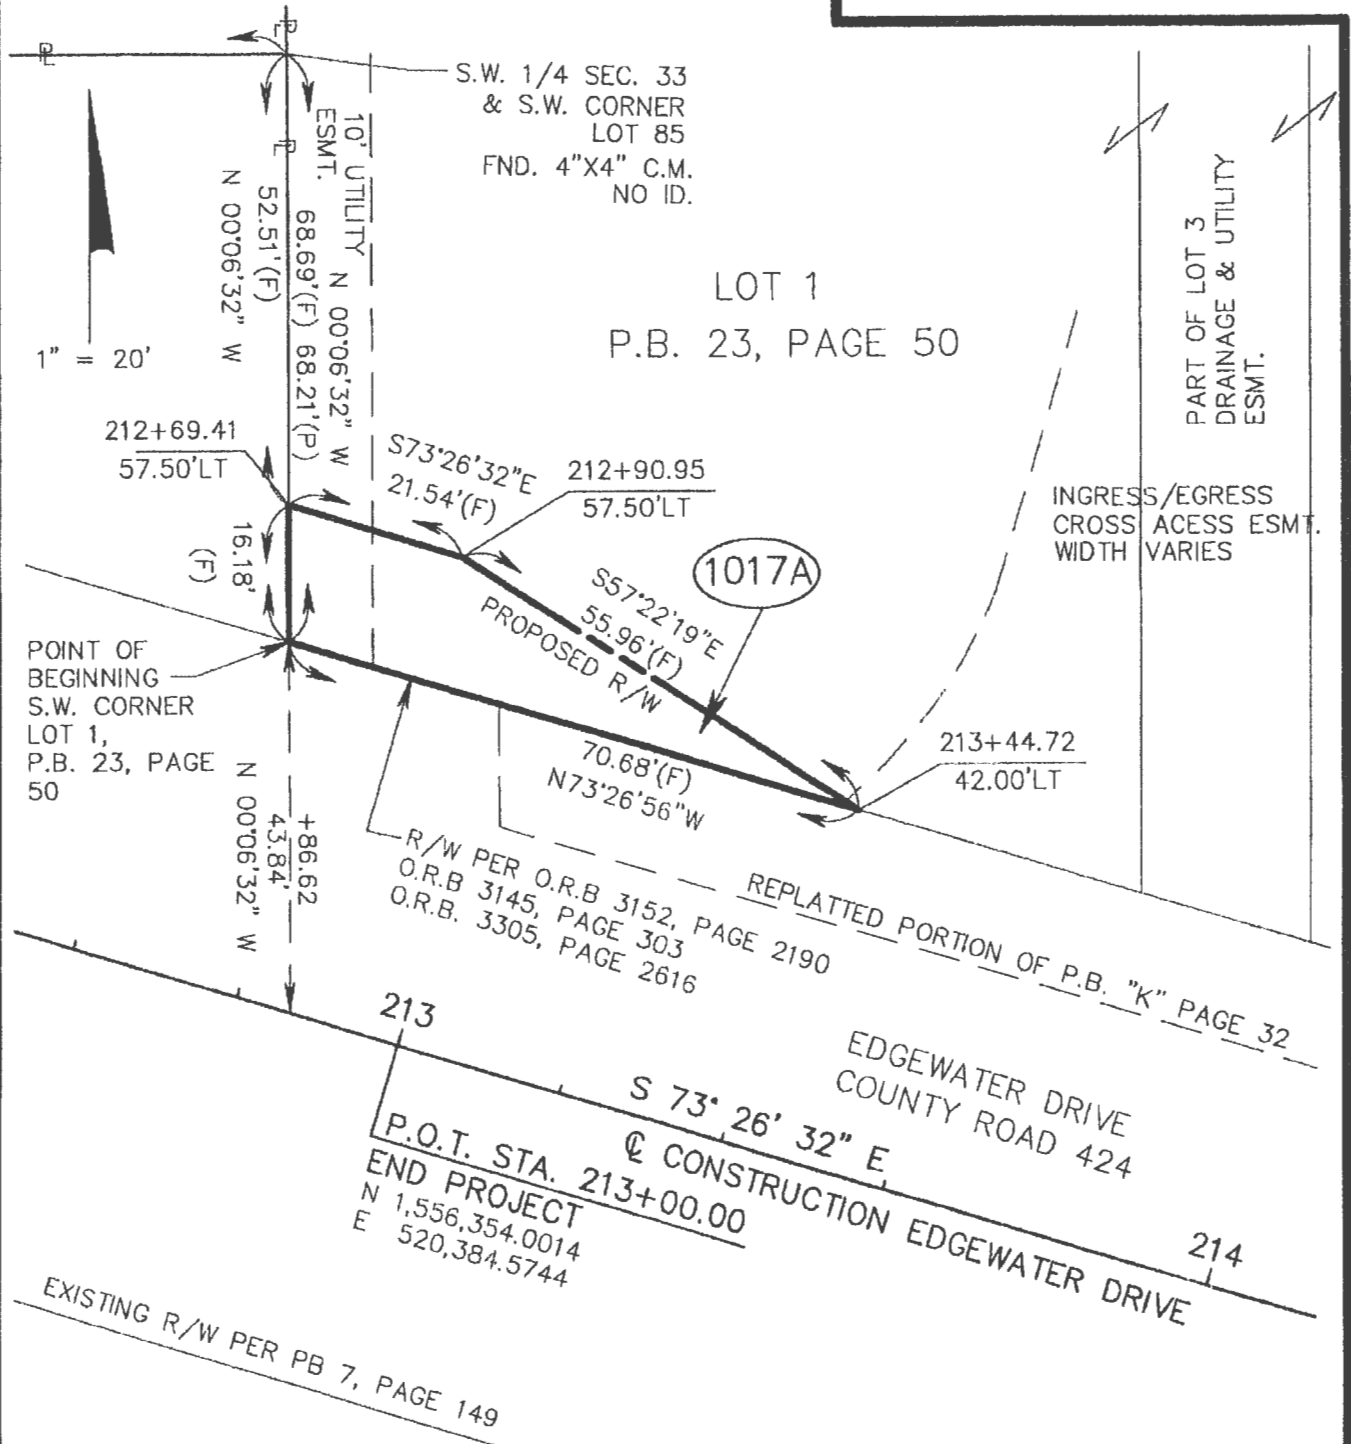 S.W. 1/4 SEC. 33
& S.W. CORNER
LOT 85
FND. 4"X4" C.M.
NO ID.
10' UTILITY
ESMT.
N 00°06'32" W
52.51'(F)
68.69'(F) 68.21'(P)
N 00°06'32" W
1" = 20'
LOT 1
P.B. 23, PAGE 50
PART OF LOT 3
DRAINAGE & UTILITY
ESMT.
212+69.41
57.50'LT
S73°26'32"E
21.54'(F)
212+90.95
57.50'LT
INGRESS/EGRESS
CROSS ACESS ESMT.
WIDTH VARIES
16.18'
(F)
1017A
S57°22'19"E
55.96'(F)
PROPOSED R/W
POINT OF
BEGINNING
S.W. CORNER
LOT 1,
P.B. 23, PAGE
50
70.68'(F)
N73°26'56"W
213+44.72
42.00'LT
+86.62
43.84'
N 00°06'32" W
R/W PER O.R.B 3152, PAGE 2190
O.R.B 3145, PAGE 303
O.R.B. 3305, PAGE 2616
REPLATTED PORTION OF P.B. "K" PAGE 32
EDGEWATER DRIVE
COUNTY ROAD 424
213
S 73° 26' 32" E
℄ CONSTRUCTION EDGEWATER DRIVE
214
P.O.T. STA. 213+00.00
END PROJECT
N 1,556,354.0014
E 520,384.5744
EXISTING R/W PER PB 7, PAGE 149